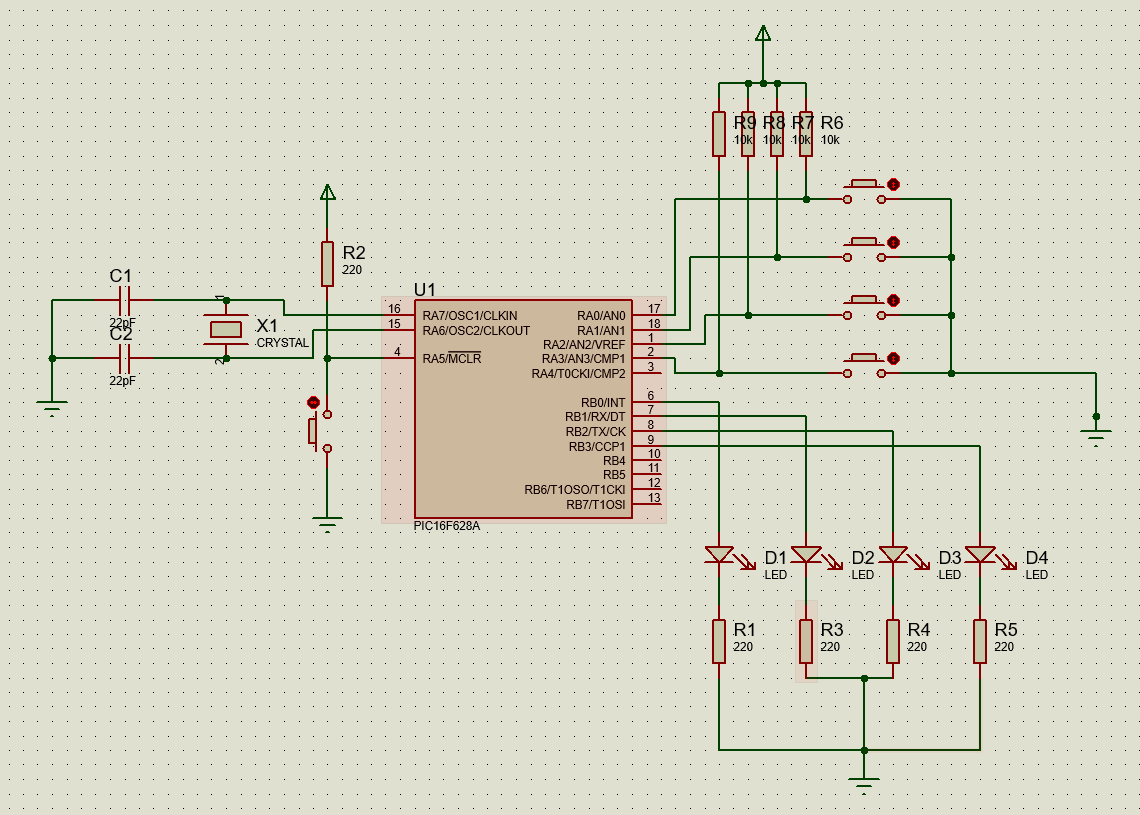 R9 R8 R7 R6
10k 10k 10k 10k
R2
220
C1
22pF
C2
22pF
1
X1
CRYSTAL
2
U1
16 RA7/OSC1/CLKIN
15 RA6/OSC2/CLKOUT
4 RA5/MCLR
RA0/AN0 17
RA1/AN1 18
RA2/AN2/VREF 1
RA3/AN3/CMP1 2
RA4/T0CKI/CMP2 3
RB0/INT 6
RB1/RX/DT 7
RB2/TX/CK 8
RB3/CCP1 9
RB4 10
RB5 11
RB6/T1OSO/T1CKI 12
RB7/T1OSI 13
PIC16F628A
D1 D2 D3 D4
LED LED LED LED
R1 R3 R4 R5
220 220 220 220